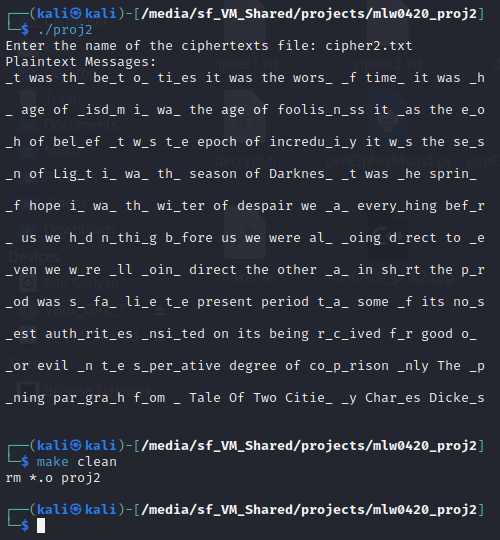 ┌──(kali㉿kali)-[/media/sf_VM_Shared/projects/mlw0420_proj2]
└─$ ./proj2
Enter the name of the ciphertexts file: cipher2.txt
Plaintext Messages:
_t was th_ be_t o_ ti_es it was the wors_ _f time_ it was _h
_ age of _isd_m i_ wa_ the age of foolis_n_ss it _as the e_o
_h of bel_ef _t w_s t_e epoch of incredu_i_y it w_s the se_s
_n of Lig_t i_ wa_ th_ season of Darknes_ _t was _he sprin_
_f hope i_ wa_ th_ wi_ter of despair we _a_ every_hing bef_r
_ us we h_d n_thi_g b_fore us we were al_ _oing d_rect to _e
_ven we w_re _ll _oin_ direct the other _a_ in sh_rt the p_r
_od was s_ fa_ li_e t_e present period t_a_ some _f its no_s
_est auth_rit_es _nsi_ted on its being r_c_ived f_r good o_
_or evil _n t_e s_per_ative degree of co_p_rison _nly The _p
_ning par_gra_h f_om _ Tale Of Two Citie_ _y Char_es Dicke_s
┌──(kali㉿kali)-[/media/sf_VM_Shared/projects/mlw0420_proj2]
└─$ make clean
rm *.o proj2
┌──(kali㉿kali)-[/media/sf_VM_Shared/projects/mlw0420_proj2]
└─$